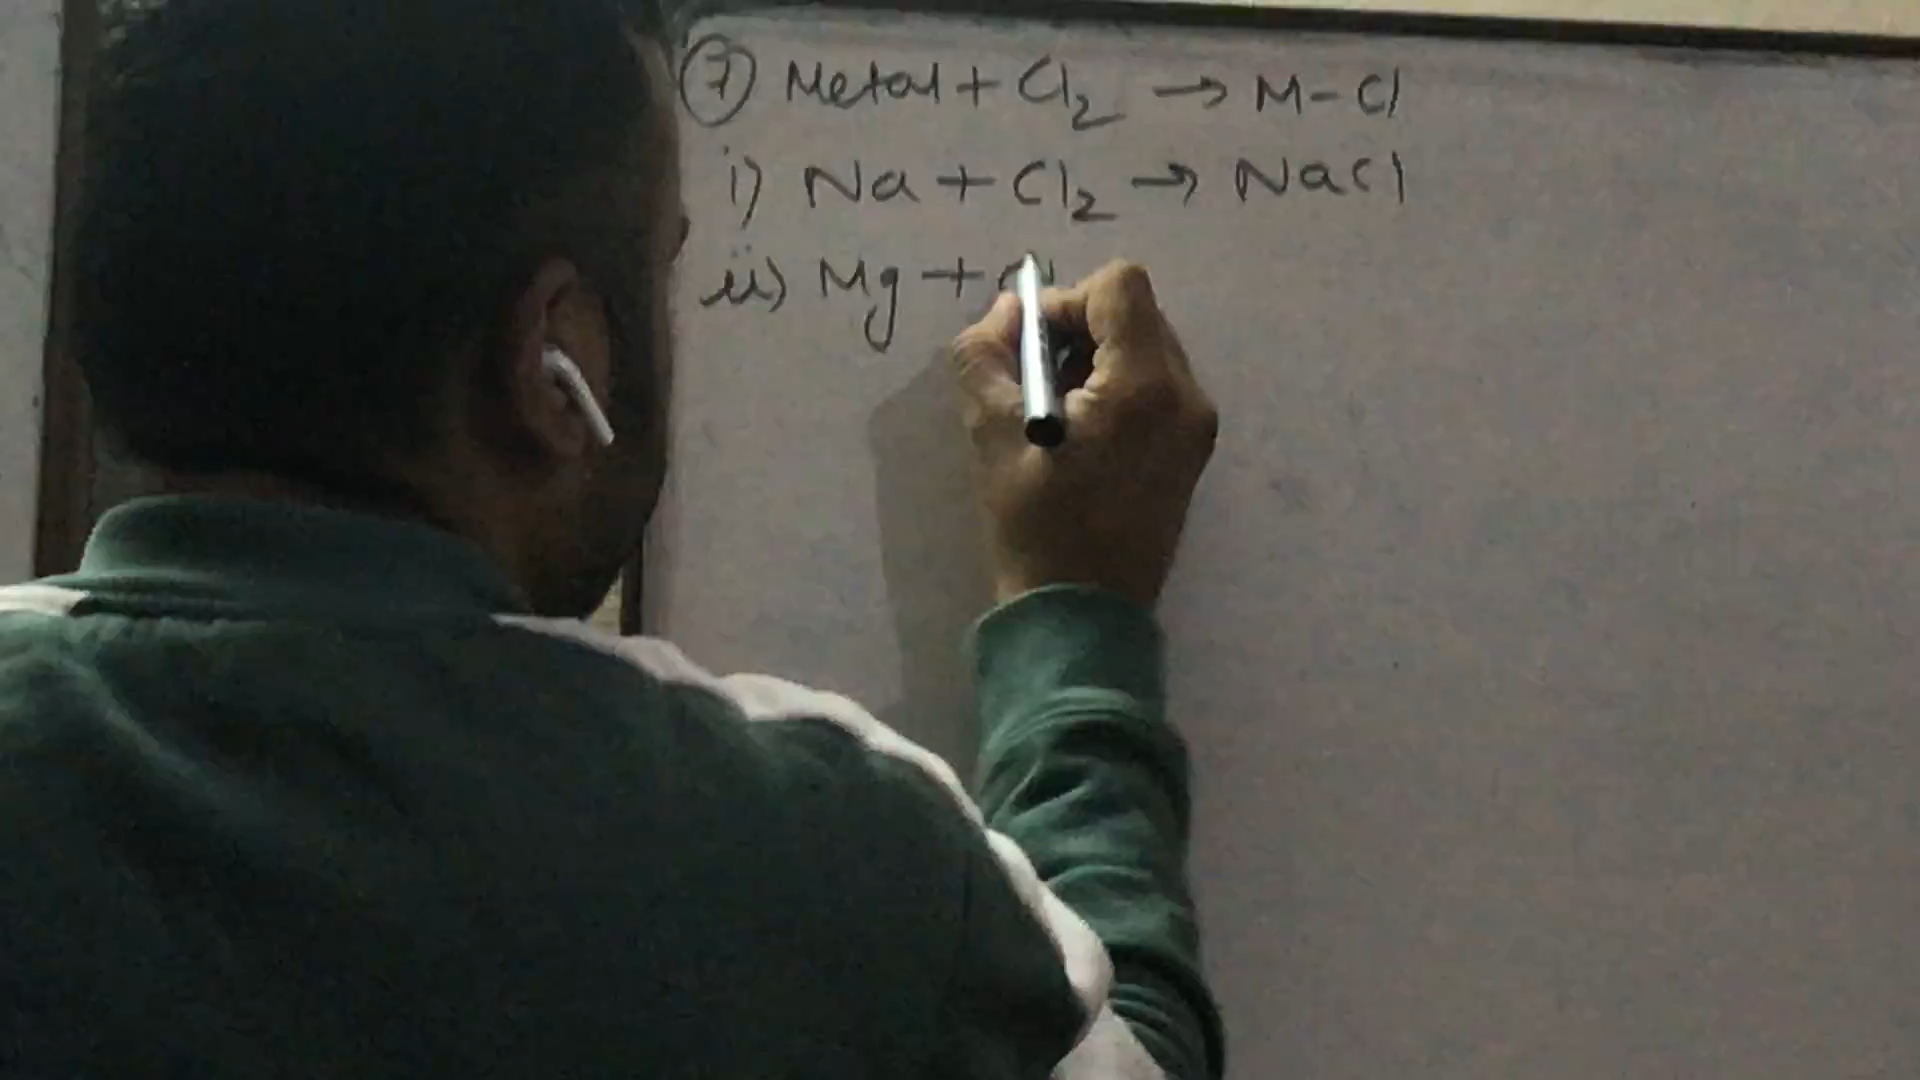 ⑦ Metal + Cl₂ → M-Cl
i) Na + Cl₂ → NaCl
ii) Mg +